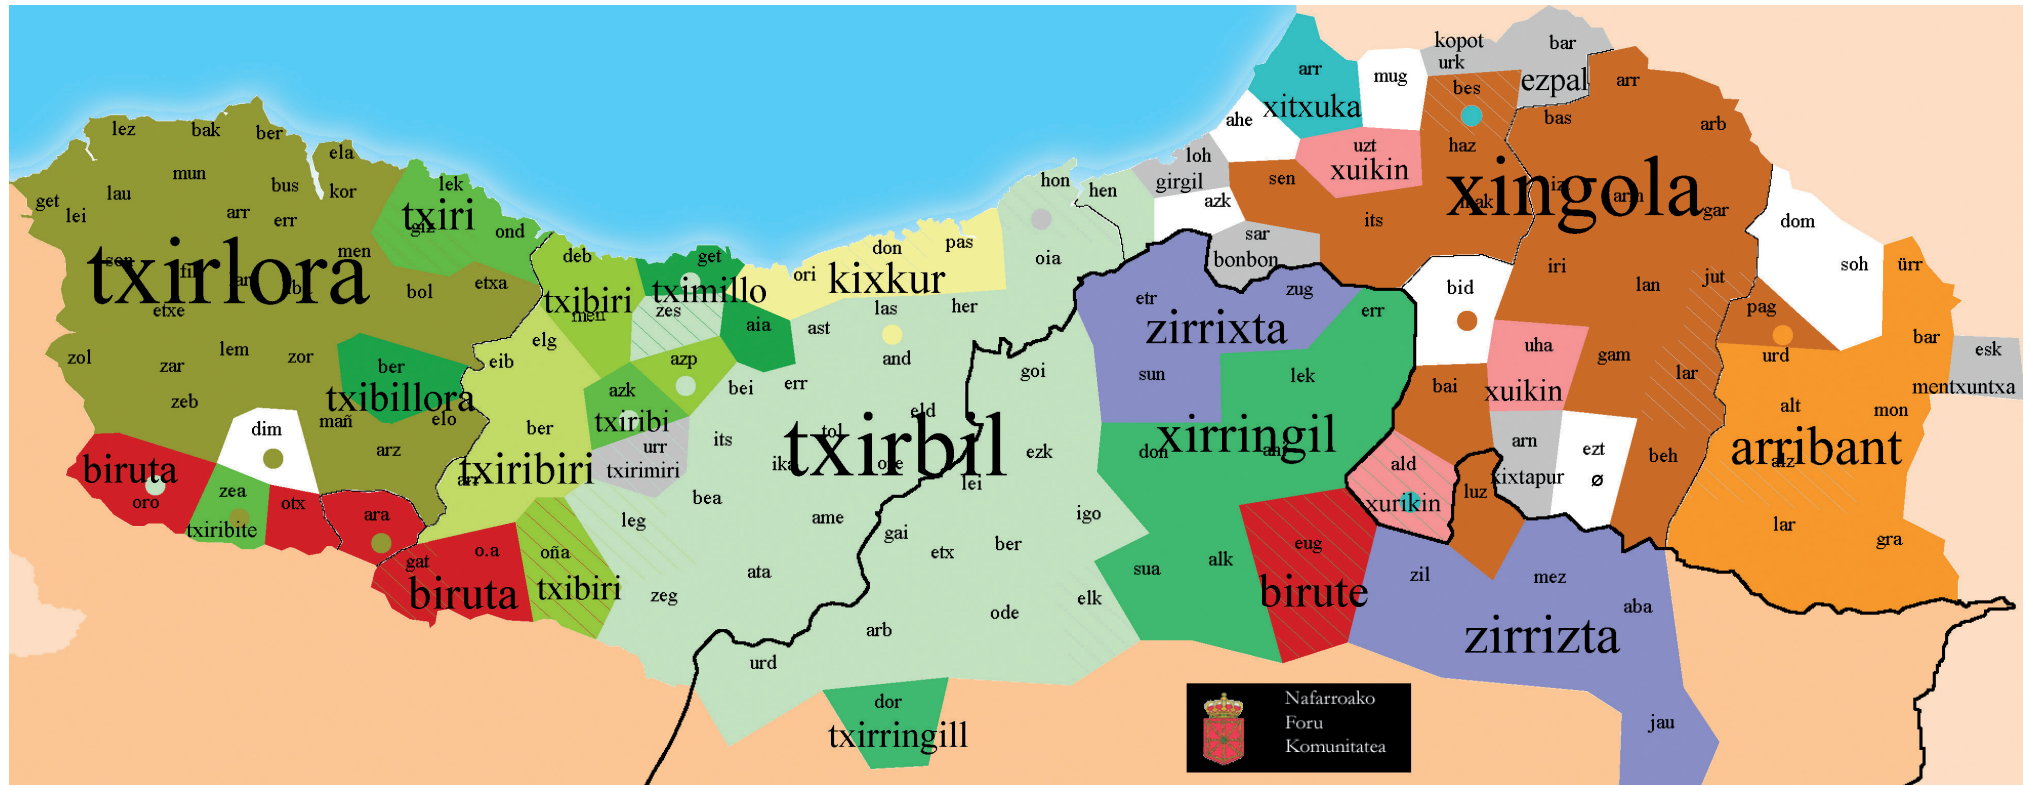 kopot
bar
urk
ezpal
arr
mug
bes
arr
xitxuka
ahe
bas
arb
lez
bak
ber
haz
uzt
xuikin
loh
girgil
ela
mun
bus
kor
lau
lek
hon
hen
sen
xingola
iz
arm
mak
gar
azk
its
get
lei
arr
err
txiri
giz
ond
don
pas
dom
sar
bonbon
men
deb
get
oia
soh
ürr
txirlora
fil
etxa
bol
ori
kixkur
iri
lan
jut
bid
zug
etr
err
txibiri
tximillo
zes
las
her
pag
etxe
aia
ast
zirrixta
bar
elg
uha
esk
zol
zar
lem
zor
eib
azp
and
goi
sun
lek
gam
urd
ber
txibillora
azk
bei
err
bai
xuikin
lar
mentxuntxa
zeb
mañ
elo
txiribi
eld
alt
mon
dim
ber
its
tol
txirbil
xirringil
don
arribant
biruta
arz
urr
txirimiri
ezk
arn
ezt
beh
txiribiri
ald
kixtapur
ø
oro
zea
otx
bea
lei
luz
xurikin
txiribite
ara
leg
ame
gai
igo
lar
gra
gat
o.a
oña
etx
ber
eug
biruta
txibiri
ata
sua
alk
birute
zil
mez
zeg
ode
elk
aba
arb
zirrizta
urd
dor
txirringill
jau
Nafarroako
Foru
Komunitatea